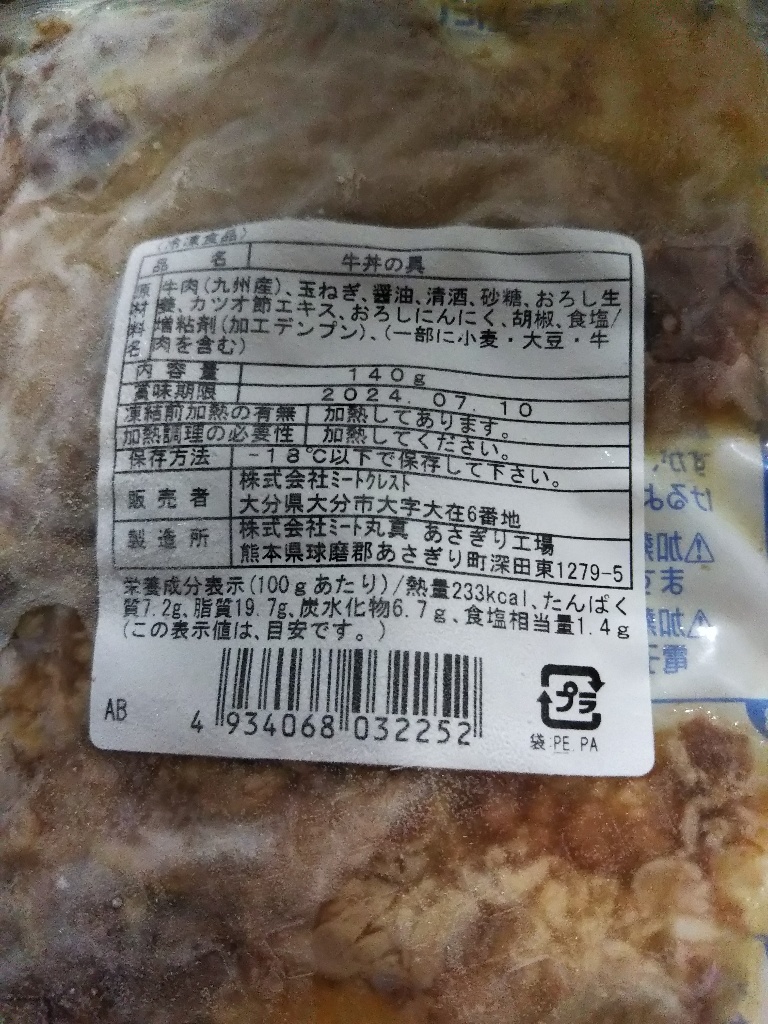 (冷凍食品)
品名 牛丼の具
原材料名 牛肉(九州産)、玉ねぎ、醤油、清酒、砂糖、おろし生
姜、カツオ節エキス、おろしにんにく、胡椒、食塩/
増粘剤(加工デンプン)、(一部に小麦・大豆・牛
肉を含む)
内容量 140g
賞味期限 2024.07.10
凍結前加熱の有無 加熱してあります。
加熱調理の必要性 加熱してください。
保存方法 -18℃以下で保存して下さい。
販売者 株式会社ミートクレスト
大分県大分市大字大在6番地
製造所 株式会社ミート丸真 あさぎり工場
熊本県球磨郡あさぎり町深田東1279-5
栄養成分表示(100gあたり)/熱量233kcal、たんぱく
質7.2g、脂質19.7g、炭水化物6.7g、食塩相当量1.4g
(この表示値は、目安です。)
AB
4 934068 032252
プラ
袋:PE.PA
すが、
けるよ
⚠加熱
ま
⚠加熱
電子